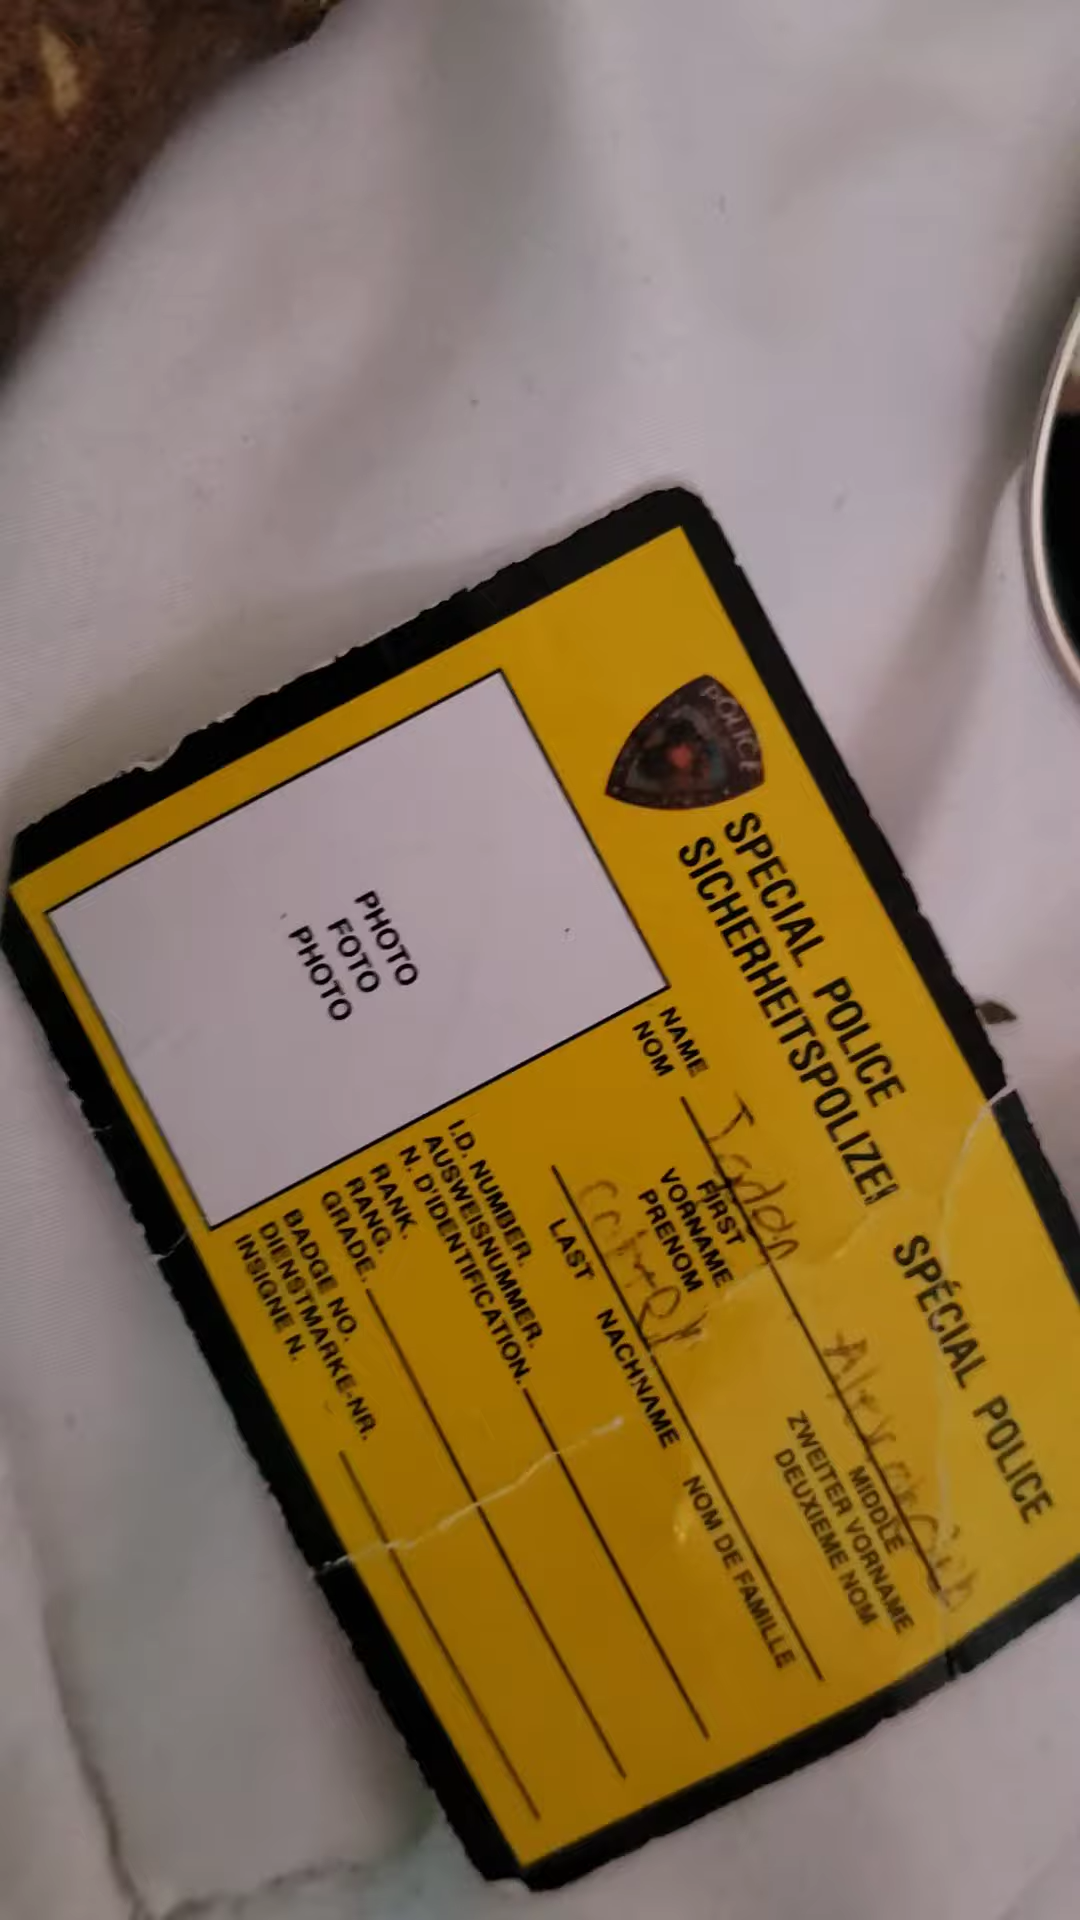 POLICE
SPECIAL POLICE SPÉCIAL POLICE
SICHERHEITSPOLIZEI
PHOTO
FOTO
PHOTO
NAME
NOM
FIRST MIDDLE
VORNAME ZWEITER VORNAME
PRENOM DEUXIEME NOM
LAST NACHNAME NOM DE FAMILLE
I.D. NUMBER.
AUSWEISNUMMER.
N. D'IDENTIFICATION.
RANK.
RANG.
GRADE.
BADGE NO.
DIENSTMARKE-NR.
INSIGNE N.